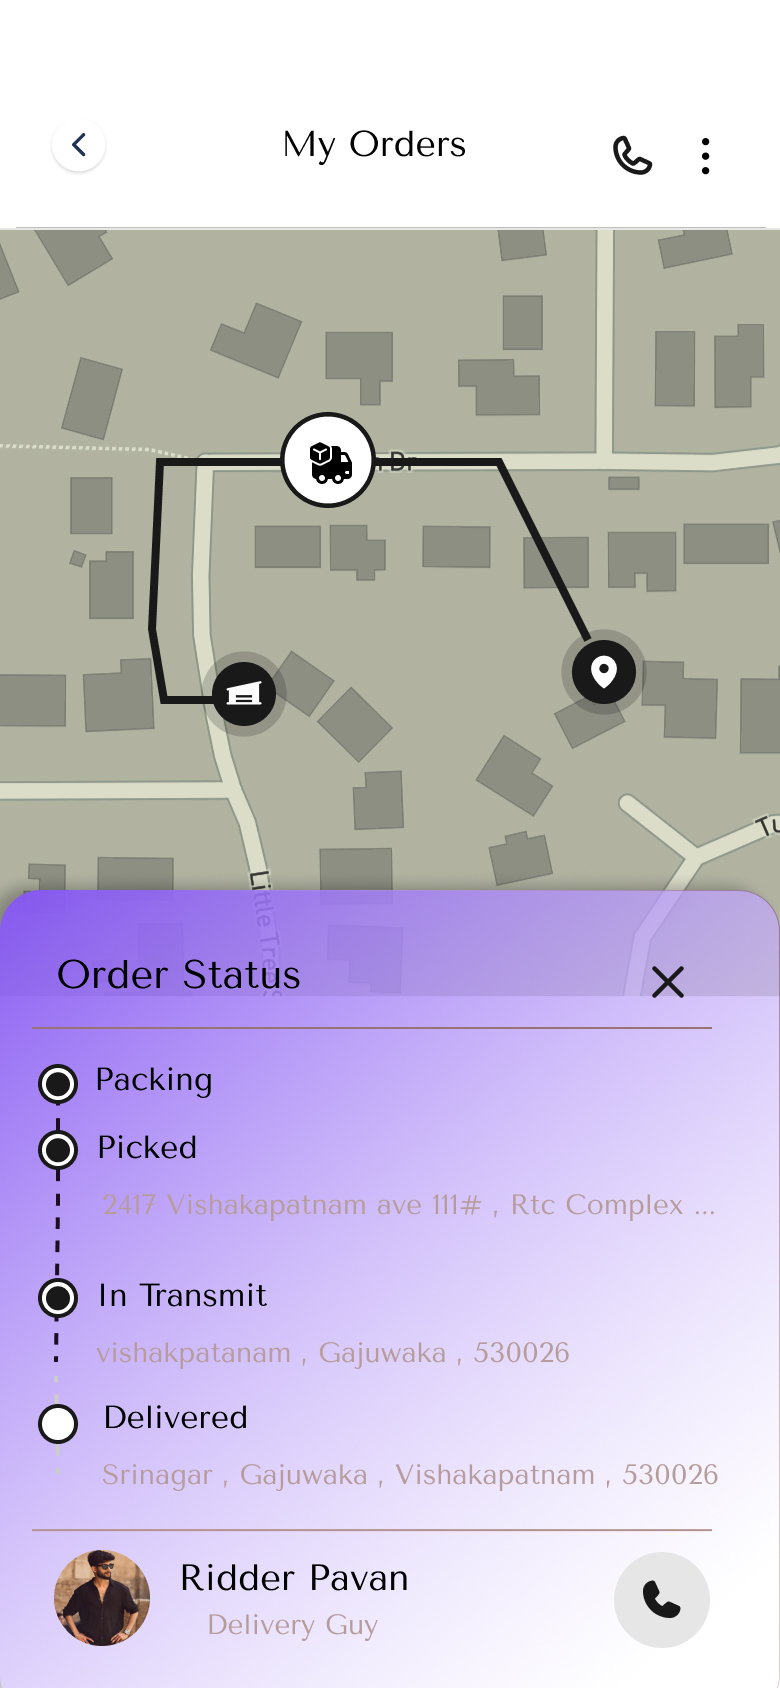 My Orders
Dr
Little Tree
Tu
Order Status
Packing
Picked
2417 Vishakapatnam ave 111# , Rtc Complex ...
In Transmit
vishakpatanam , Gajuwaka , 530026
Delivered
Srinagar , Gajuwaka , Vishakapatnam , 530026
Ridder Pavan
Delivery Guy